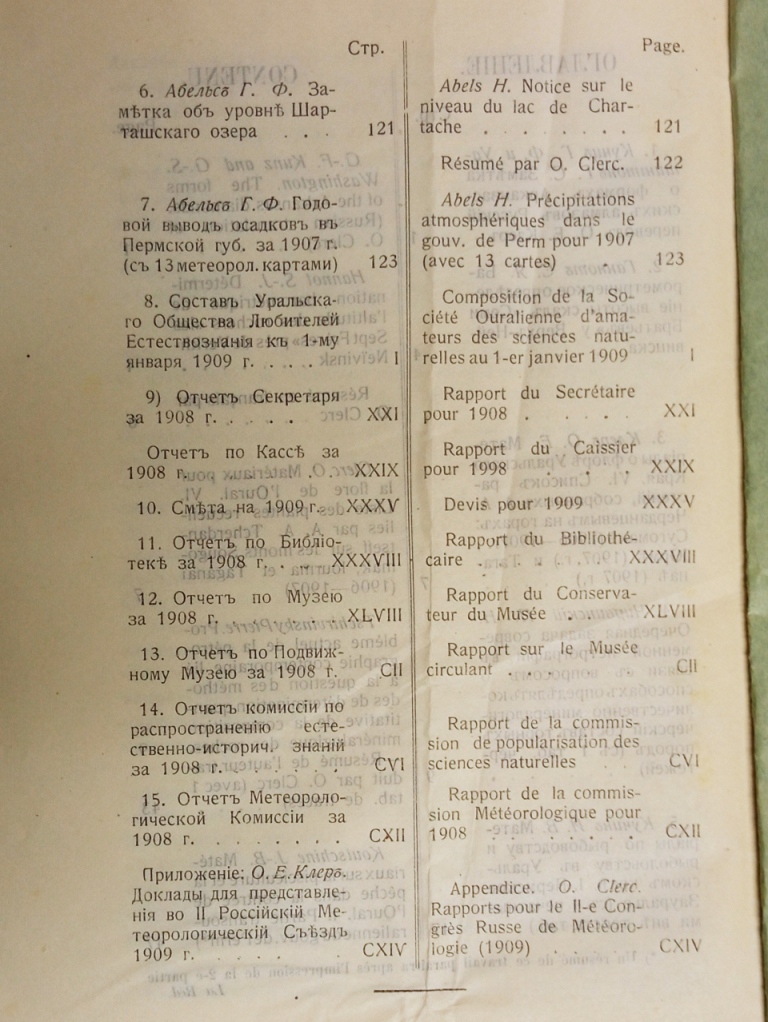 Стр.
6. Абельсъ Г. Ф. За-
мѣтка объ уровнѣ Шар-
ташскаго озера . . . 121
7. Абельсъ Г. Ф. Годо-
вой выводъ осадковъ въ
Пермской губ. за 1907 г.
(съ 13 метеорол. картами) 123
8. Составъ Уральска-
го Общества Любителей
Естествознанія къ 1-му
января 1909 г. . . . . I
9) Отчетъ Секретаря
за 1908 г. . . . . XXI
Отчетъ по Кассѣ за
1908 г. . . . . . XXIX
10. Смѣта на 1909 г. . XXXV
11. Отчетъ по Библіо-
текѣ за 1908 г. . . XXXVIII
12. Отчетъ по Музею
за 1908 г. . . . . . XLVIII
13. Отчетъ по Подвиж-
ному Музею за 1908 г. CII
14. Отчетъ комиссіи по
распространенію есте-
ственно-историч. знаній
за 1908 г. . . . . . . CVI
15. Отчетъ Метеороло-
гической Комиссіи за
1908 г. . . . . . . . CXII
Приложеніе: О. Е. Клеръ.
Доклады для представле-
нія во II Россійскій Ме-
теорологическій Съѣздъ
1909 г. . . . . . CXIV
Page.
Abels H. Notice sur le
niveau du lac de Char-
tache . . . . . . . 121
Résumé par O. Clerc. 122
Abels H. Précipitations
atmosphériques dans le
gouv. de Perm pour 1907
(avec 13 cartes) . 123
Composition de la So-
ciété Ouralienne d'ama-
teurs des sciences natu-
relles au 1-er janvier 1909 I
Rapport du Secrétaire
pour 1908 . . . . . XXI
Rapport du Caissier
pour 1998 . . . . . XXIX
Devis pour 1909 XXXV
Rapport du Bibliothé-
caire . . . . . . . XXXVIII
Rapport du Conserva-
teur du Musée . . XLVIII
Rapport sur le Musée
circulant . . . . . CII
Rapport de la commis-
sion de popularisation des
sciences naturelles . . CVI
Rapport de la commis-
sion Météorologique pour
1908 . . . . . . . CXII
Appendice. O. Clerc.
Rapports pour le II-e Con-
grès Russe de Météoro-
logie (1909) . . . CXIV